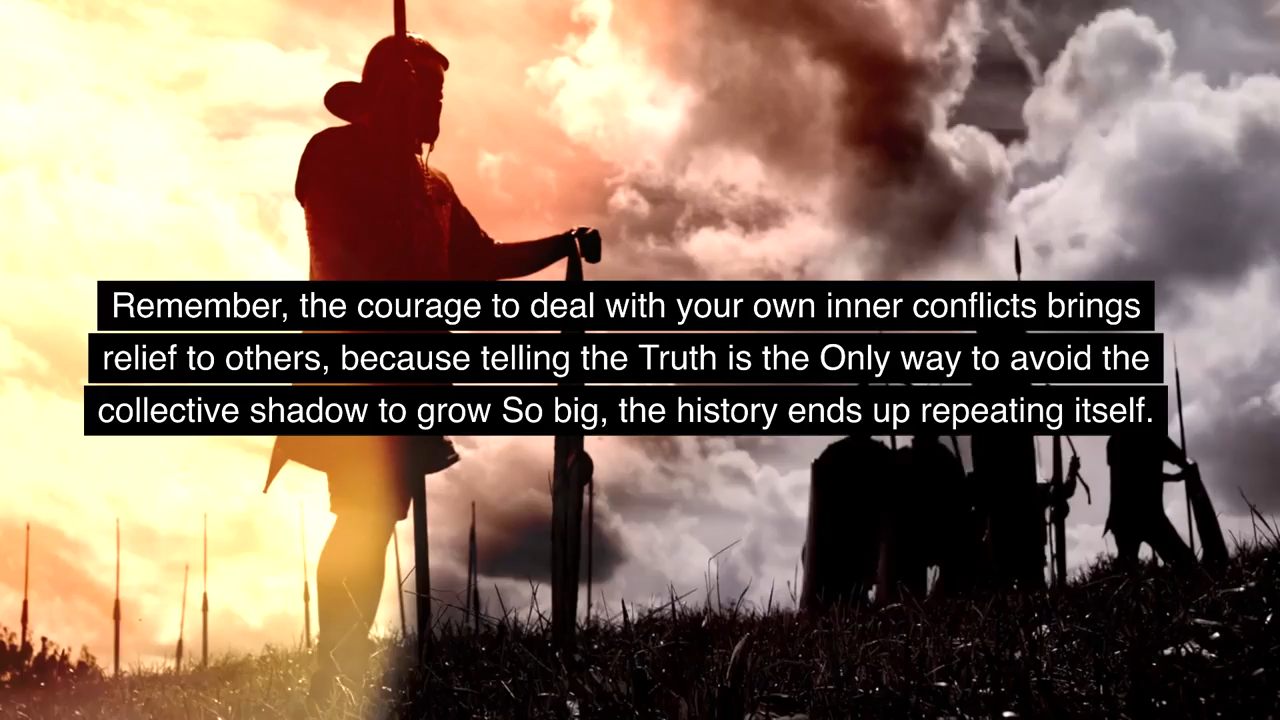 Remember, the courage to deal with your own inner conflicts brings
relief to others, because telling the Truth is the Only way to avoid the
collective shadow to grow So big, the history ends up repeating itself.